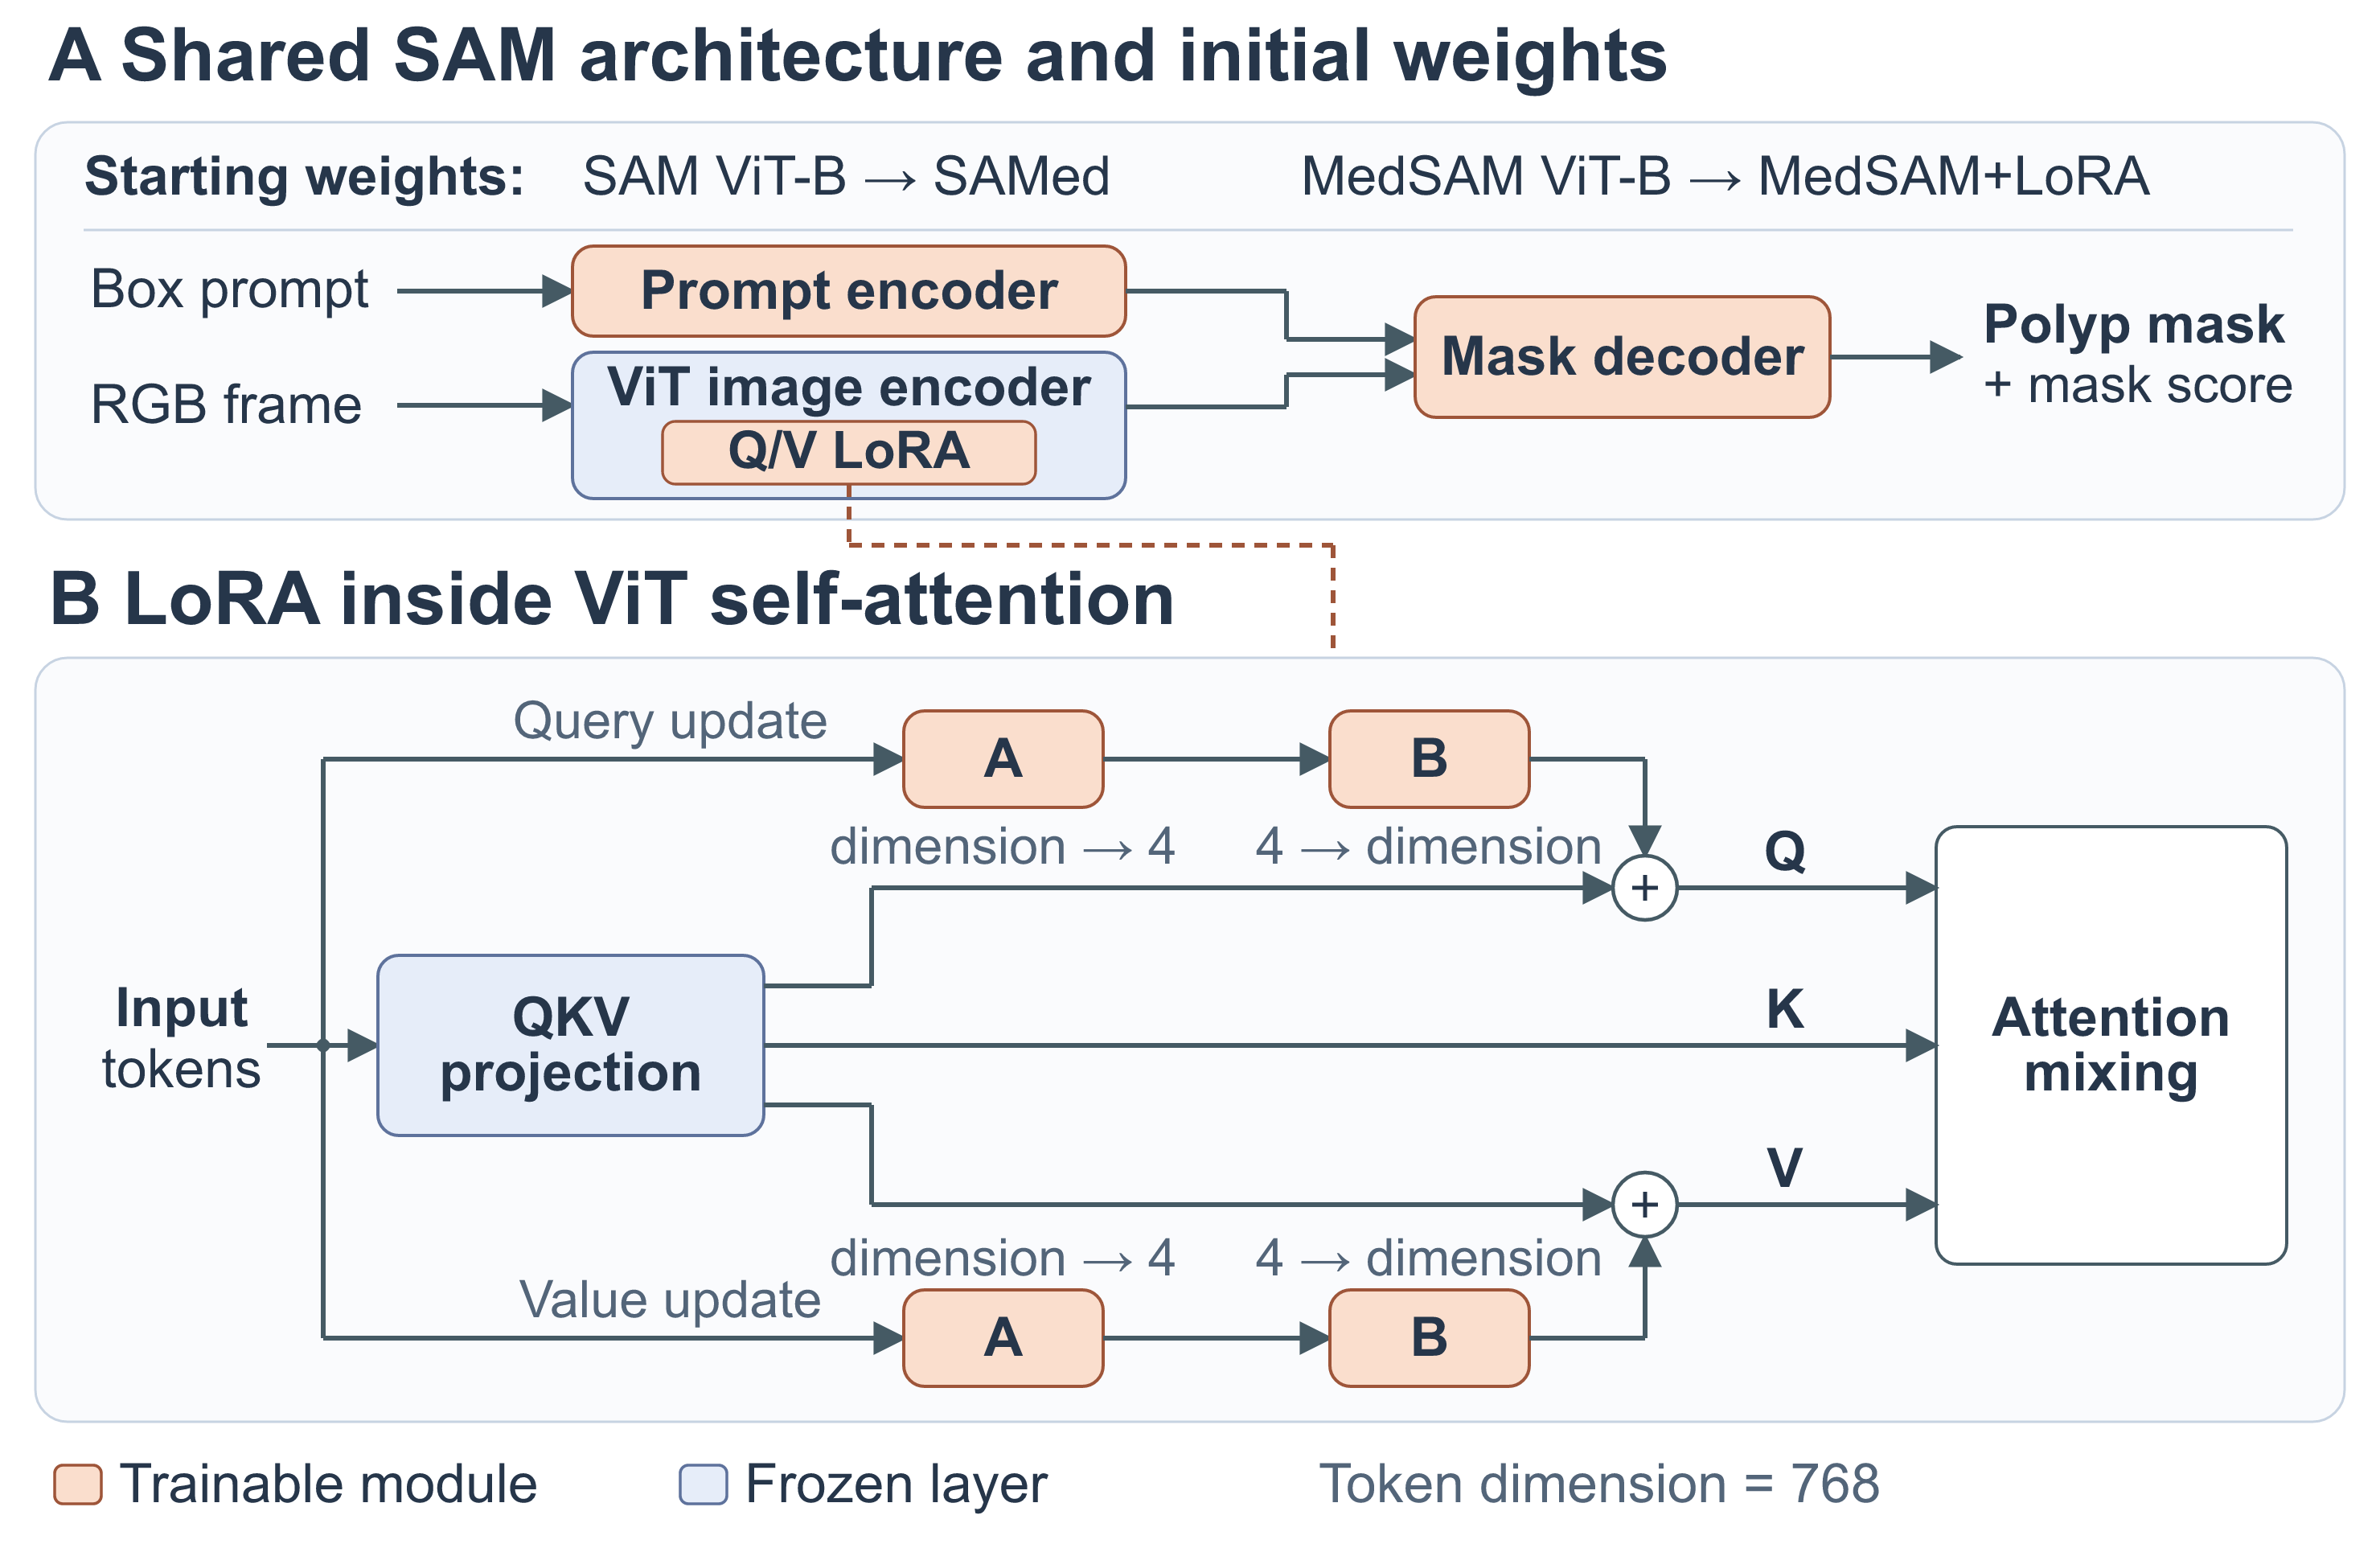 A Shared SAM architecture and initial weights
Starting weights: SAM ViT-B → SAMed MedSAM ViT-B → MedSAM+LoRA
Box prompt
Prompt encoder
RGB frame
ViT image encoder
Q/V LoRA
Mask decoder
Polyp mask
+ mask score
B LoRA inside ViT self-attention
Query update
A
B
dimension → 4
4 → dimension
+
Q
Input
tokens
QKV
projection
K
Attention
mixing
V
+
dimension → 4
4 → dimension
Value update
A
B
Trainable module
Frozen layer
Token dimension = 768